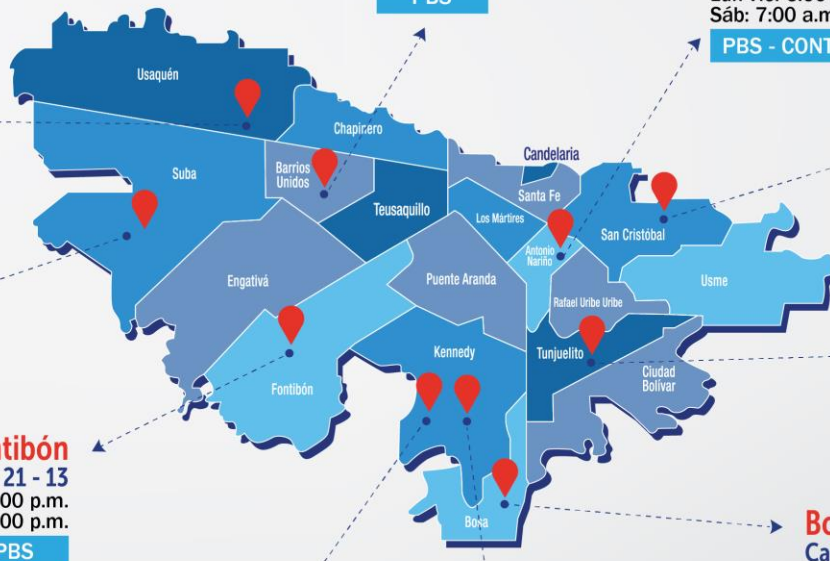 PBS
Sáb: 7:00 a.m
PBS - CONT
Usaquén
Chapinero
Suba
Barrios
Unidos
Candelaria
Santa Fe
Teusaquillo
Los Mártires
San Cristóbal
Antonio
Nariño
Engativá
Puente Aranda
Usme
Rafael Uribe Uribe
Kennedy
Tunjuelito
Ciudad
Bolívar
Fontibón
ntibón
21 - 13
00 p.m.
00 p.m.
PBS
Bosa
Bo
Ca